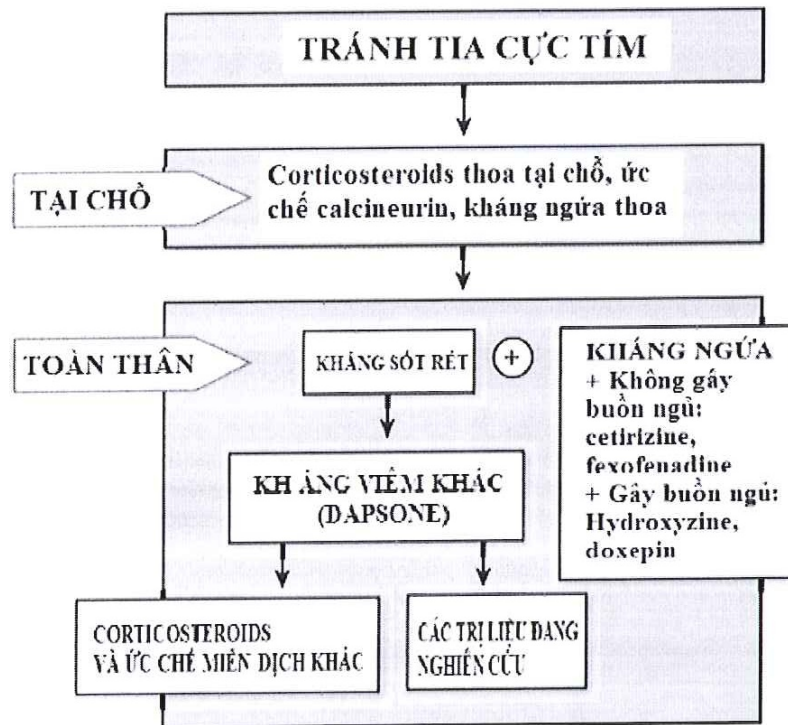 TRÁNH TIA CỰC TÍM
TẠI CHỖ
Corticosteroids thoa tại chỗ, ức
chế calcineurin, kháng ngứa thoa
TOÀN THÂN
KHÁNG SỐT RÉT
+
KHÁNG NGỨA
+ Không gây
buồn ngủ:
cetirizine,
fexofenadine
+ Gây buồn ngủ:
Hydroxyzine,
doxepin
KHÁNG VIÊM KHÁC
(DAPSONE)
CORTICOSTEROIDS
VÀ ỨC CHẾ MIỄN DỊCH KHÁC
CÁC TRỊ LIỆU ĐANG
NGHIÊN CỨU